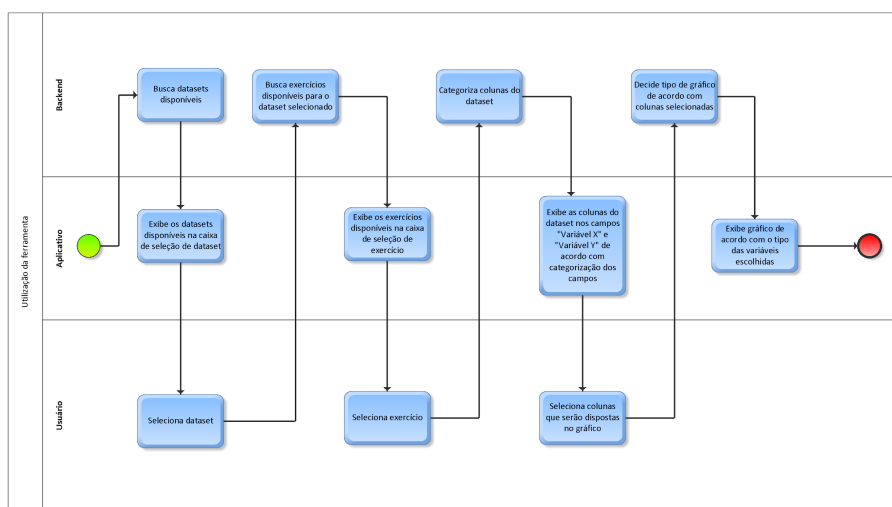 Utilização da ferramenta
Backend
Busca datasets
disponíveis
Busca exercícios
disponíveis para o
dataset selecionado
Categoriza colunas do
dataset
Decide tipo de gráfico
de acordo com
colunas selecionadas
Aplicativo
Exibe os datasets
disponíveis na caixa
de seleção de dataset
Exibe os exercícios
disponíveis na caixa
de seleção de
exercício
Exibe as colunas do
dataset nos campos
"Variável X" e
"Variável Y" de
acordo com
categorização dos
campos
Exibe gráfico de
acordo com o tipo
das variáveis
escolhidas
Usuário
Seleciona dataset
Seleciona exercício
Seleciona colunas
que serão dispostas
no gráfico